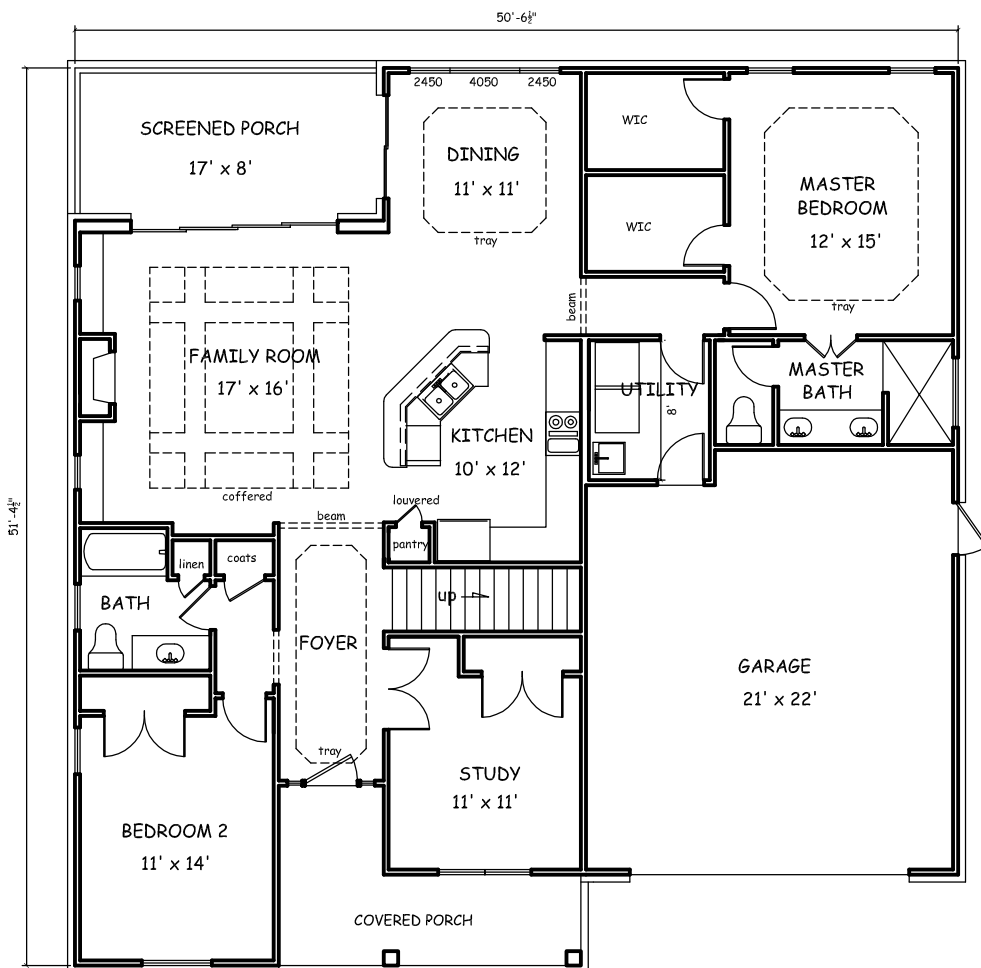 50'-6½"
2450 4050 2450
SCREENED PORCH
17' x 8'
DINING
11' x 11'
tray
WIC
WIC
MASTER
BEDROOM
12' x 15'
tray
beam
FAMILY ROOM
17' x 16'
coffered
KITCHEN
10' x 12'
UTILITY
8'
MASTER
BATH
51'-4½"
beam
louvered
pantry
linen
coats
BATH
up
FOYER
tray
GARAGE
21' x 22'
STUDY
11' x 11'
BEDROOM 2
11' x 14'
COVERED PORCH